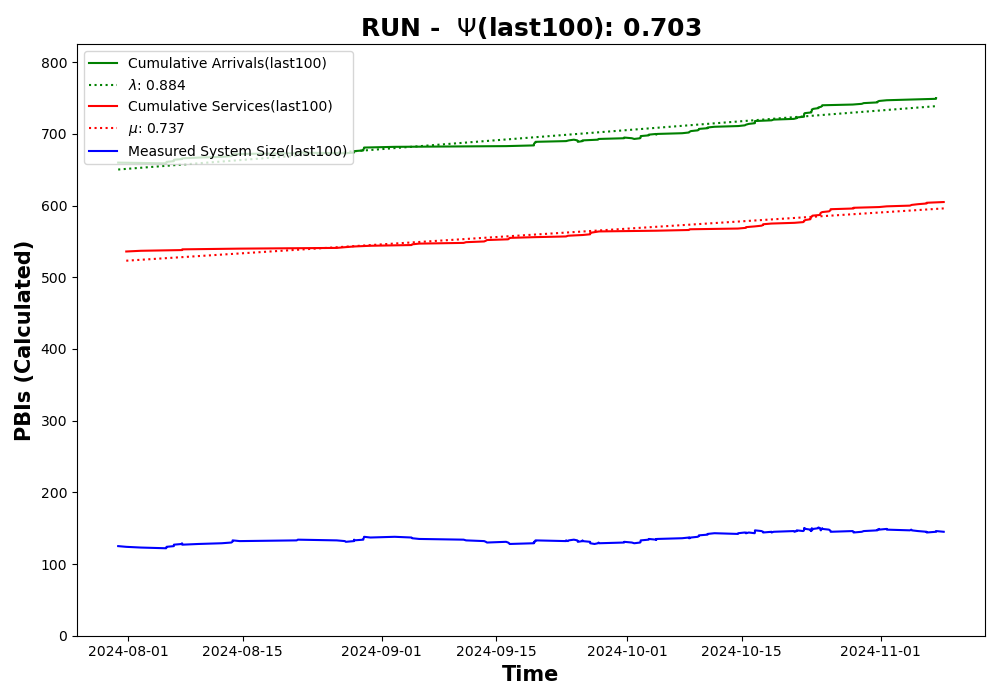 RUN -  Ψ(last100): 0.703
800
700
600
500
400
300
200
100
0
PBIs (Calculated)
Cumulative Arrivals(last100)
λ: 0.884
Cumulative Services(last100)
μ: 0.737
Measured System Size(last100)
2024-08-01 2024-08-15 2024-09-01 2024-09-15 2024-10-01 2024-10-15 2024-11-01
Time